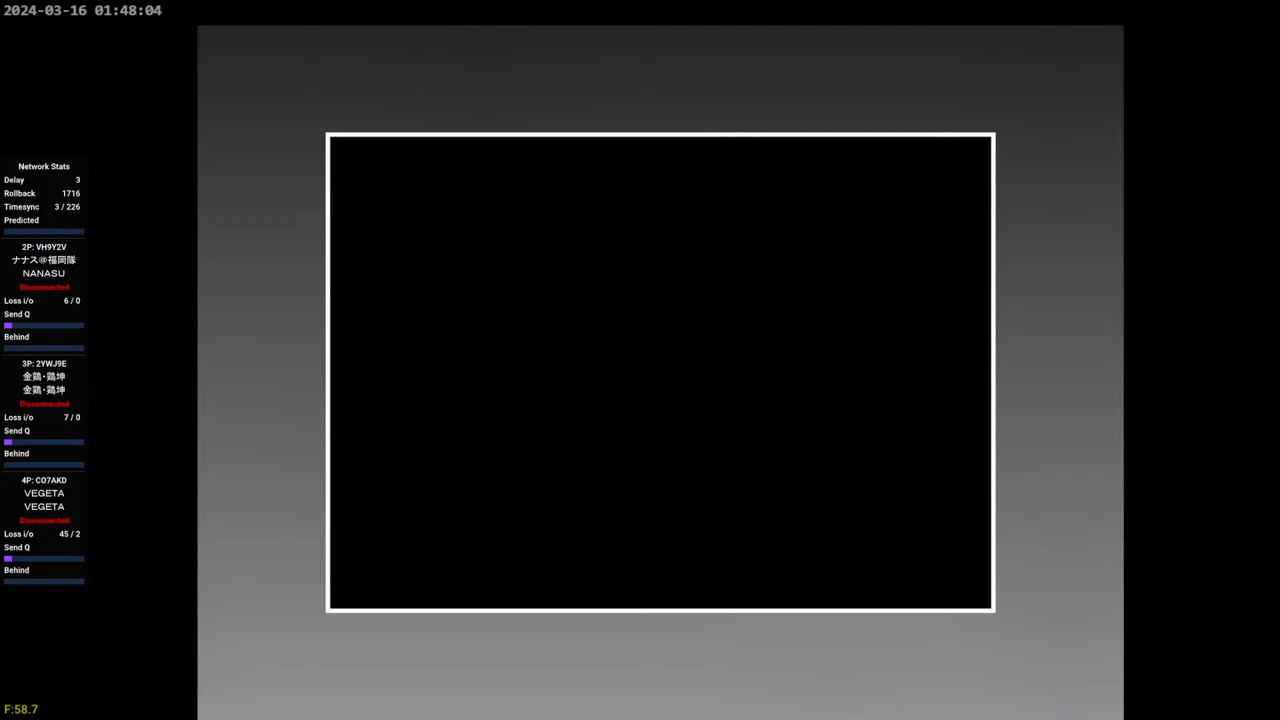 2024-03-16 01:48:04
Network Stats
Delay 3
Rollback 1716
Timesync 3 / 226
Predicted
2P: VH9Y2V
ナナス@福岡隊
NANASU
Disconnected
Loss i/o 6 / 0
Send Q
Behind
3P: 2YWJ9E
金鶏・鶏坤
金鶏・鶏坤
Disconnected
Loss i/o 7 / 0
Send Q
Behind
4P: CO7AKD
VEGETA
VEGETA
Disconnected
Loss i/o 45 / 2
Send Q
Behind
F:58.7